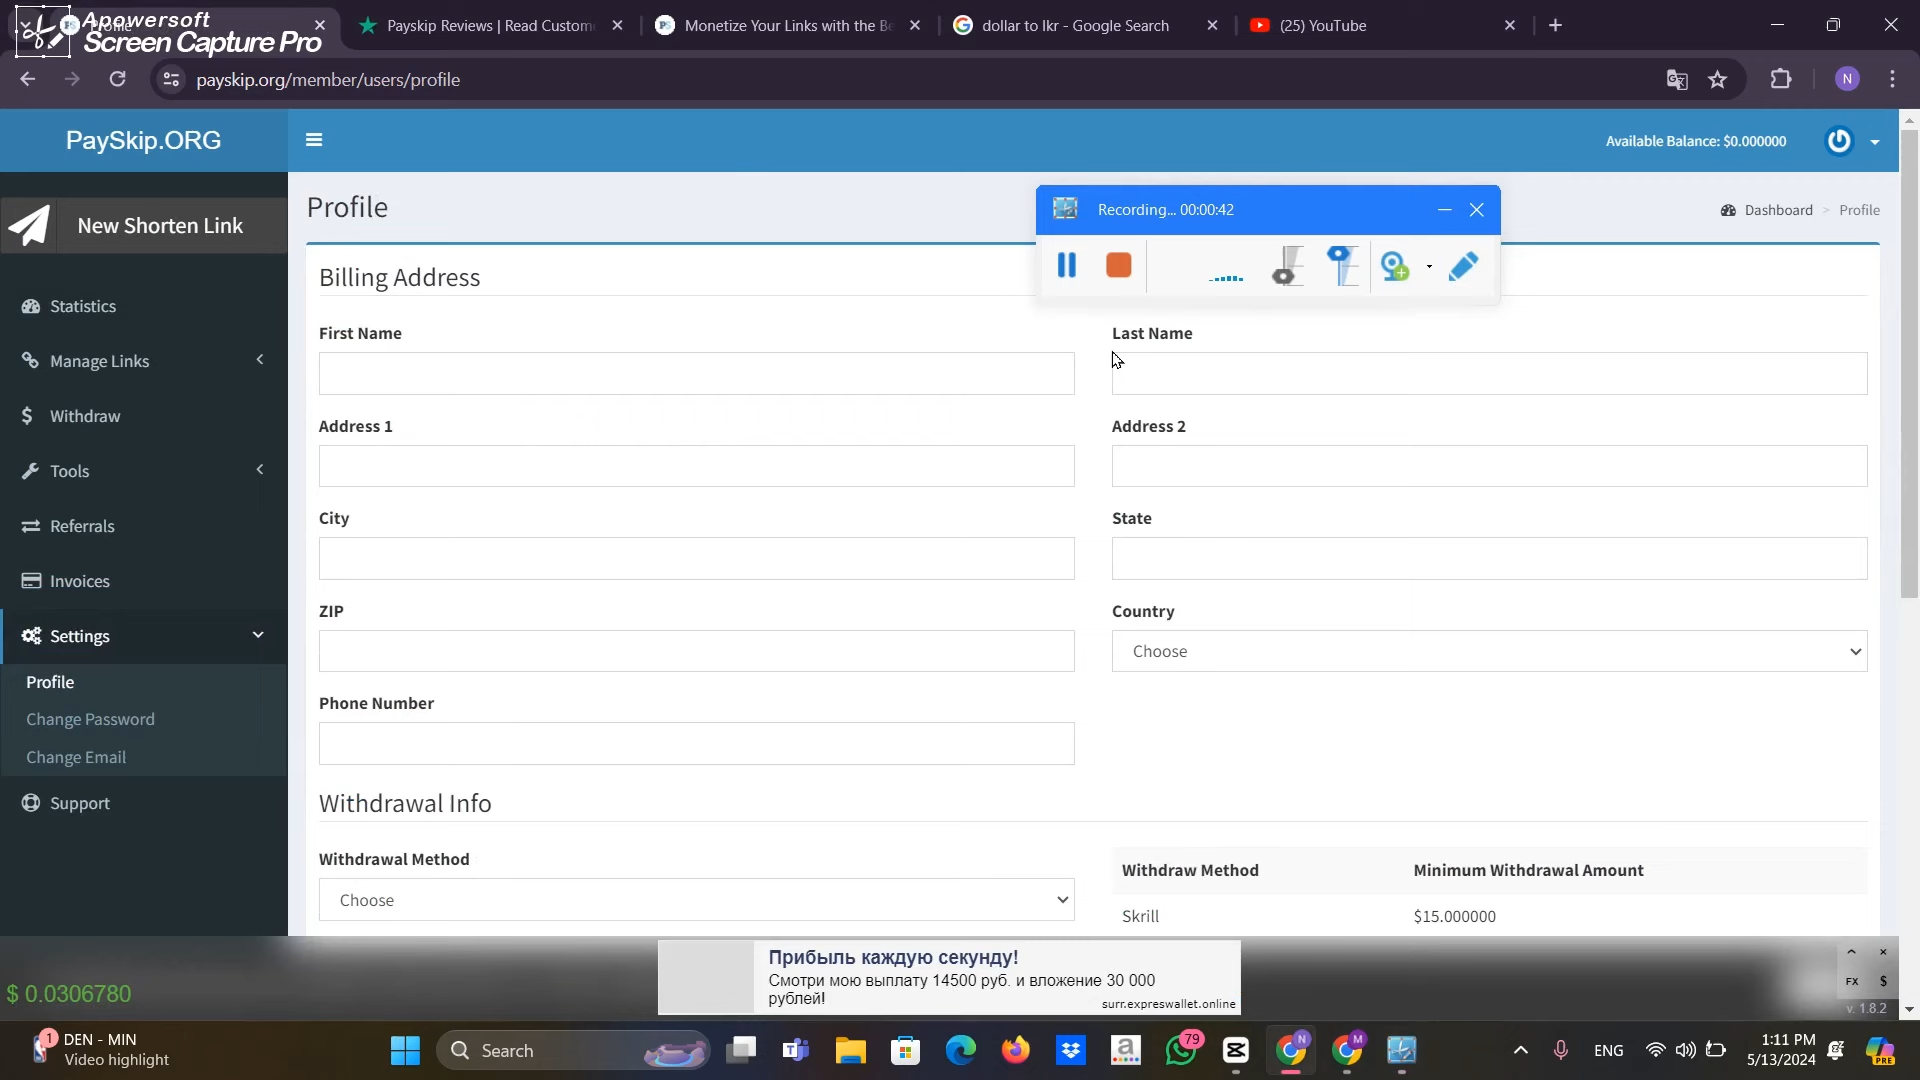 Apowersoft
Screen Capture Pro
Payskip Reviews | Read Custom
Monetize Your Links with the Be
dollar to lkr - Google Search
(25) YouTube
payskip.org/member/users/profile
N
PaySkip.ORG
Available Balance: $0.000000
New Shorten Link
Profile
Recording... 00:00:42
Dashboard > Profile
Billing Address
Statistics
Manage Links
Withdraw
Tools
Referrals
Invoices
Settings
Profile
Change Password
Change Email
Support
First Name
Last Name
Address 1
Address 2
City
State
ZIP
Country
Choose
Phone Number
Withdrawal Info
Withdrawal Method
Choose
Withdraw Method
Minimum Withdrawal Amount
Skrill
$15.000000
Прибыль каждую секунду!
Смотри мою выплату 14500 руб. и вложение 30 000
рублей!
surr.expreswallet.online
$ 0.0306780
FX
$
v. 1.8.2
1
DEN - MIN
Video highlight
Search
79
N
M
ENG
1:11 PM
5/13/2024
PRE